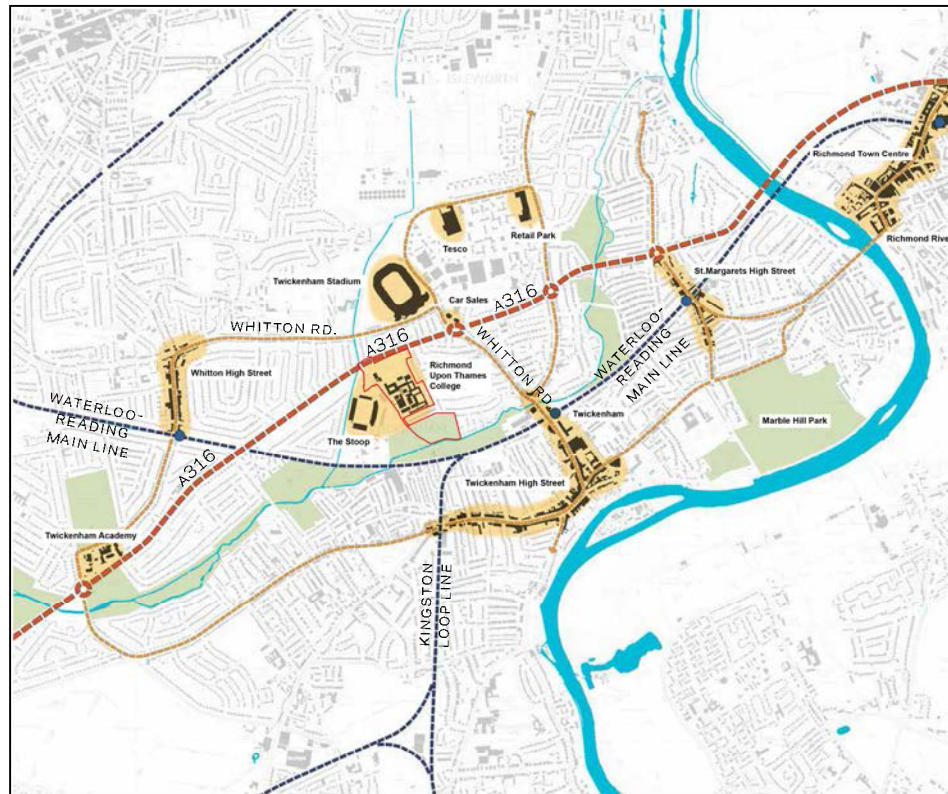 ISLEWORTH
Richmond Town Centre
Tesco
Retail Park
Richmond River
St.Margarets High Street
Twickenham Stadium
Car Sales
A316
WHITTON RD.
A316
WHITTON RD.
WATERLOO-
READING
MAIN LINE
Richmond
Upon Thames
College
Whitton High Street
WATERLOO-
READING
MAIN LINE
Twickenham
Marble Hill Park
The Stoop
A316
Twickenham High Street
Twickenham Academy
KINGSTON
LOOP LINE